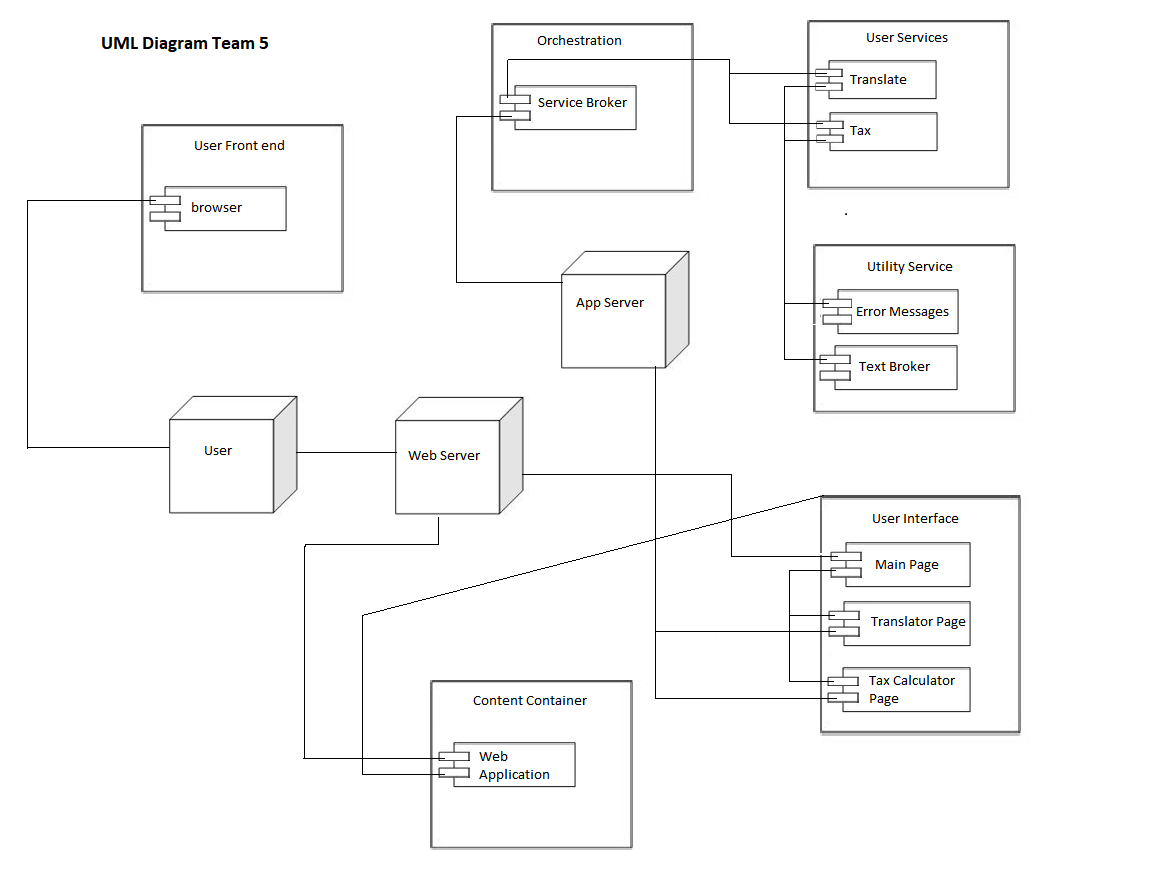 UML Diagram Team 5
Orchestration
Service Broker
User Services
Translate
Tax
User Front end
browser
Utility Service
Error Messages
Text Broker
App Server
User
Web Server
User Interface
Main Page
Translator Page
Tax Calculator
Page
Content Container
Web
Application